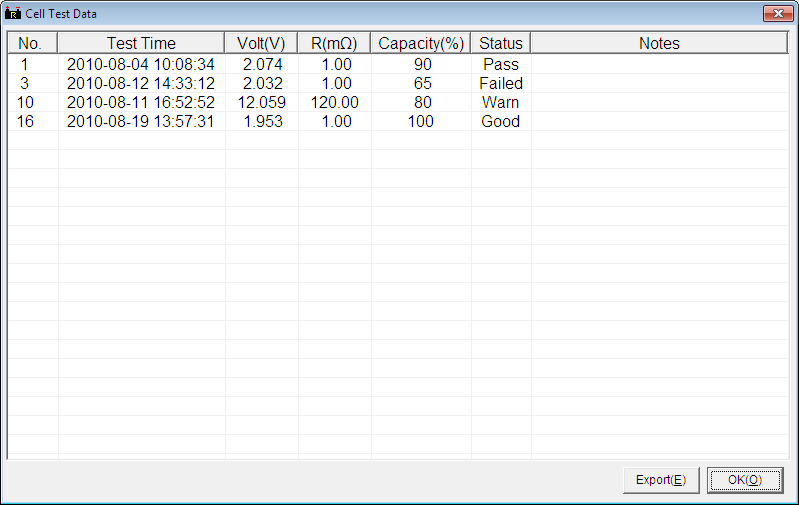 Cell Test Data
No. Test Time Volt(V) R(mΩ) Capacity(%) Status Notes
1 2010-08-04 10:08:34 2.074 1.00 90 Pass
3 2010-08-12 14:33:12 2.032 1.00 65 Failed
10 2010-08-11 16:52:52 12.059 120.00 80 Warn
16 2010-08-19 13:57:31 1.953 1.00 100 Good
Export(E) OK(O)